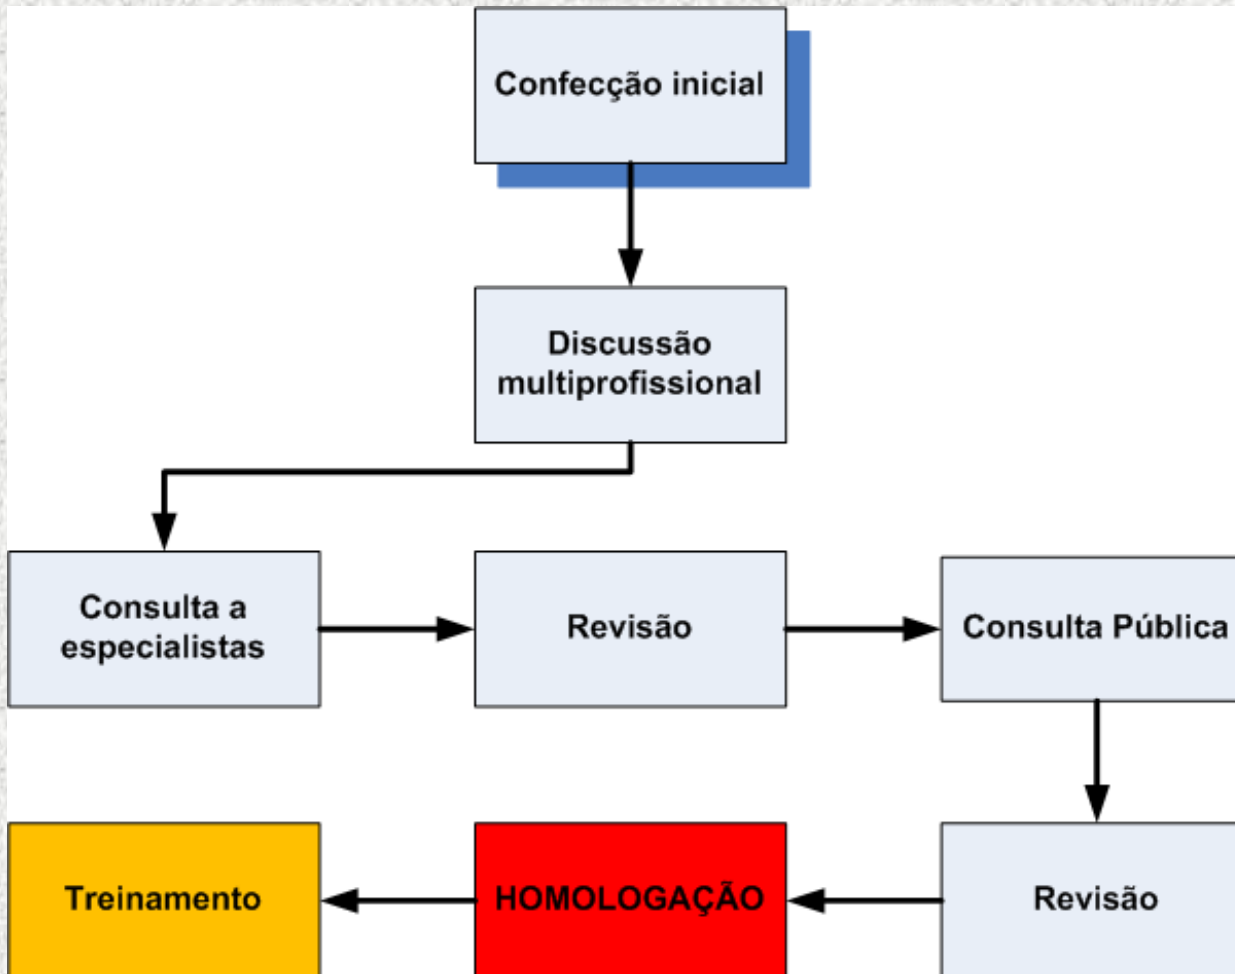 Confecção inicial
Discussão
multiprofissional
Consulta a
especialistas
Revisão
Consulta Pública
Treinamento
HOMOLOGAÇÃO
Revisão